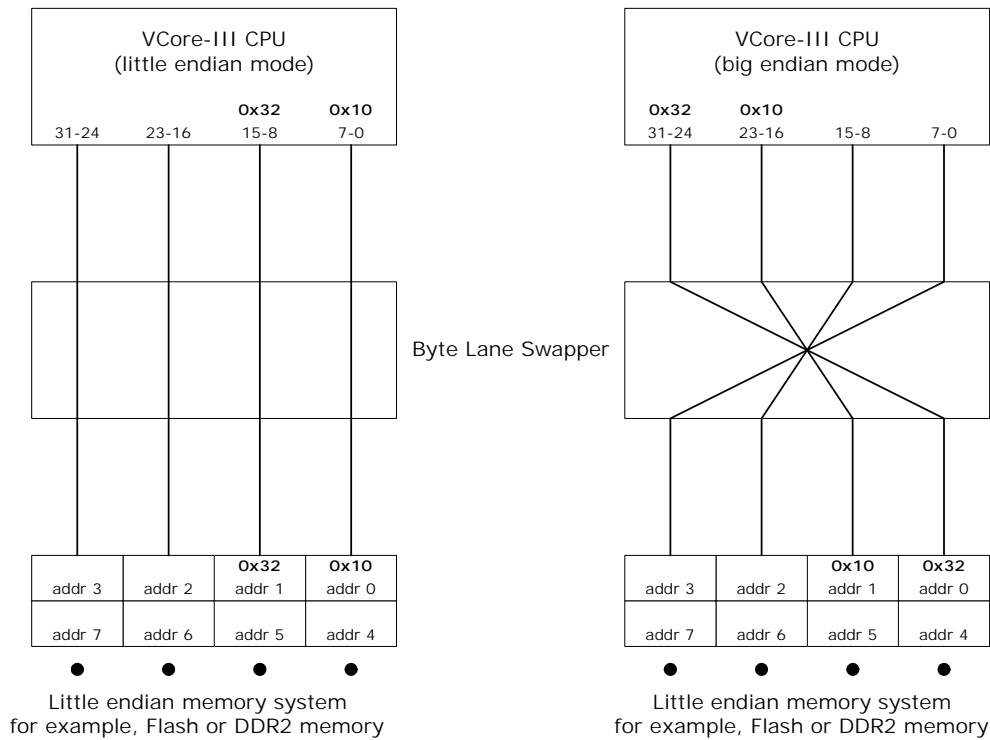 VCore-III CPU
(little endian mode)
0x32 0x10
31-24 23-16 15-8 7-0
VCore-III CPU
(big endian mode)
0x32 0x10
31-24 23-16 15-8 7-0
Byte Lane Swapper
0x32 0x10
addr 3 addr 2 addr 1 addr 0
addr 7 addr 6 addr 5 addr 4
Little endian memory system
for example, Flash or DDR2 memory
0x10 0x32
addr 3 addr 2 addr 1 addr 0
addr 7 addr 6 addr 5 addr 4
Little endian memory system
for example, Flash or DDR2 memory